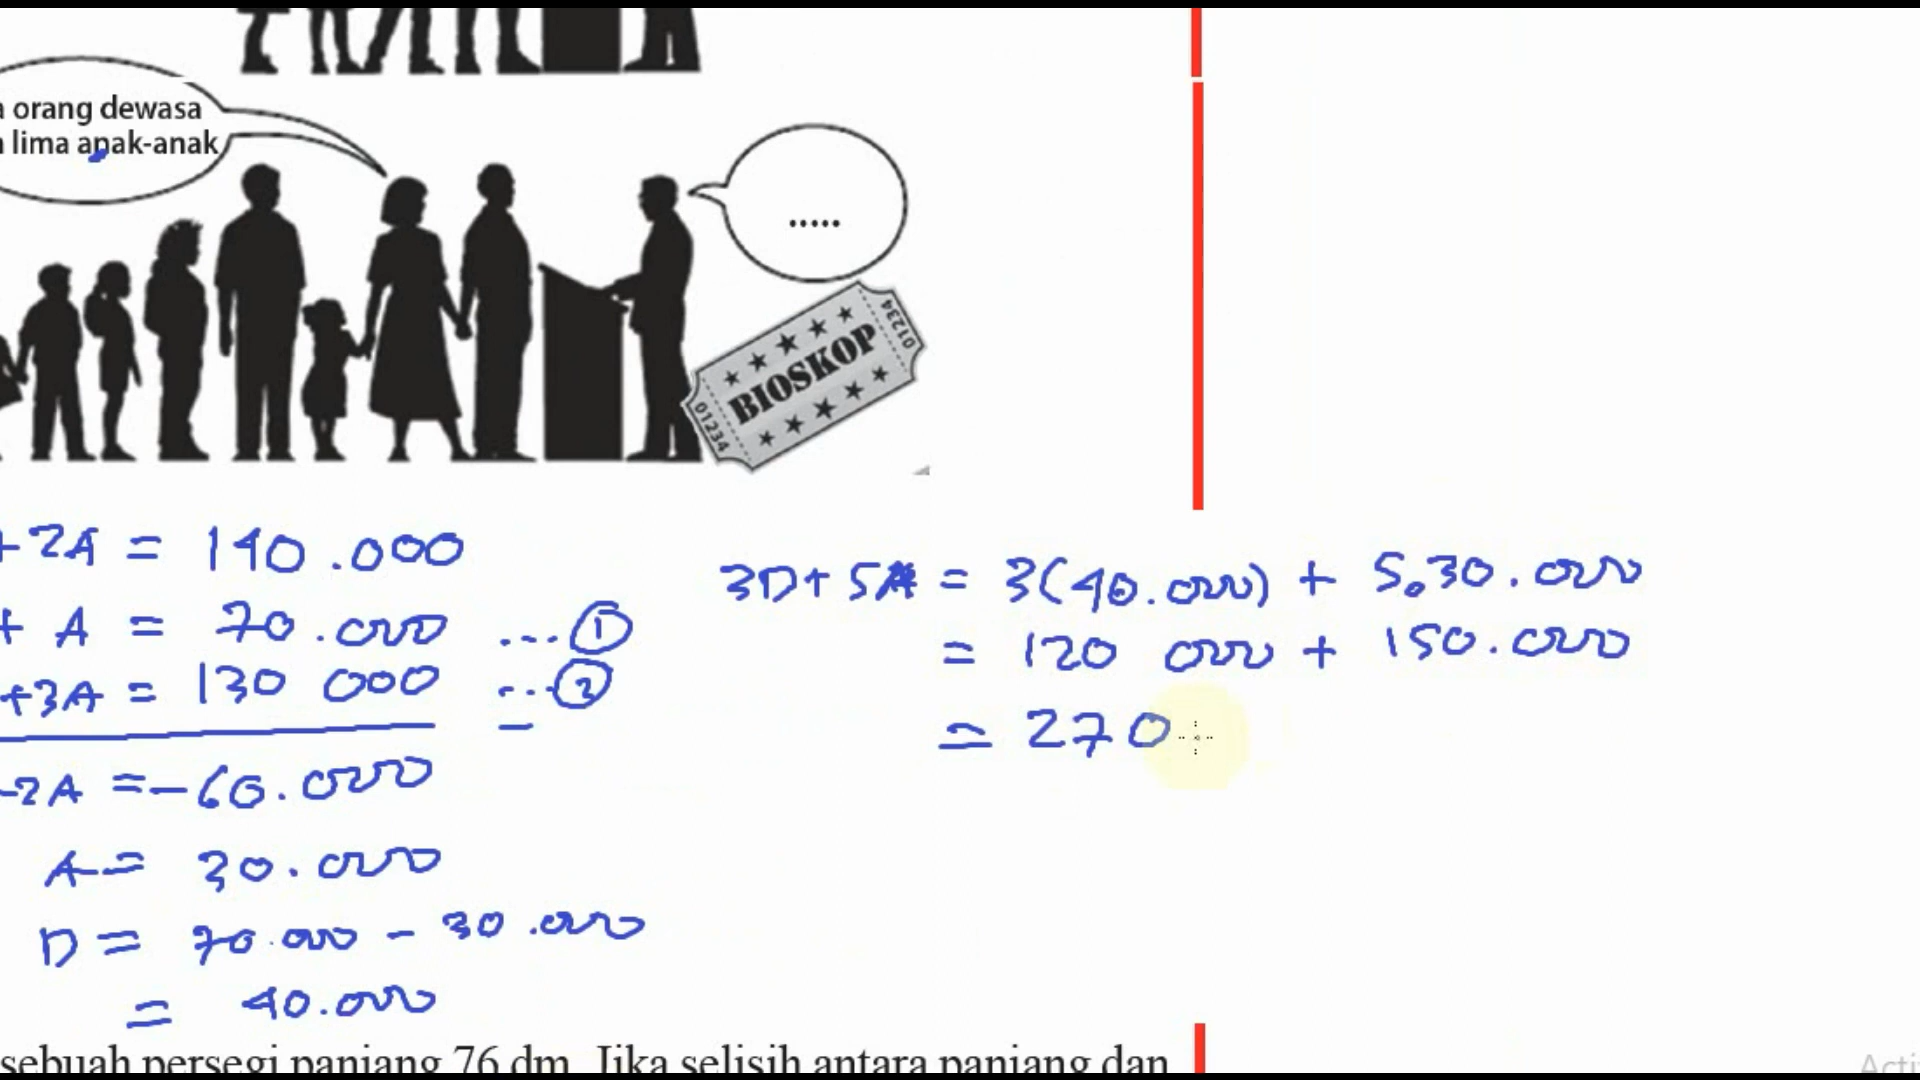 orang dewasa
lima anak-anak
.....
01234
BIOSKOP
01234
+2A = 140.000
+ A = 70.000 ...①
+3A = 130 000 ...②
-2A = -60.000
A = 30.000
D = 70.000 - 30.000
= 40.000
3D + 5A = 3(40.000) + 5.30.000
= 120 000 + 150.000
= 270
sebuah persegi panjang 76 dm. Jika selisih antara panjang dan